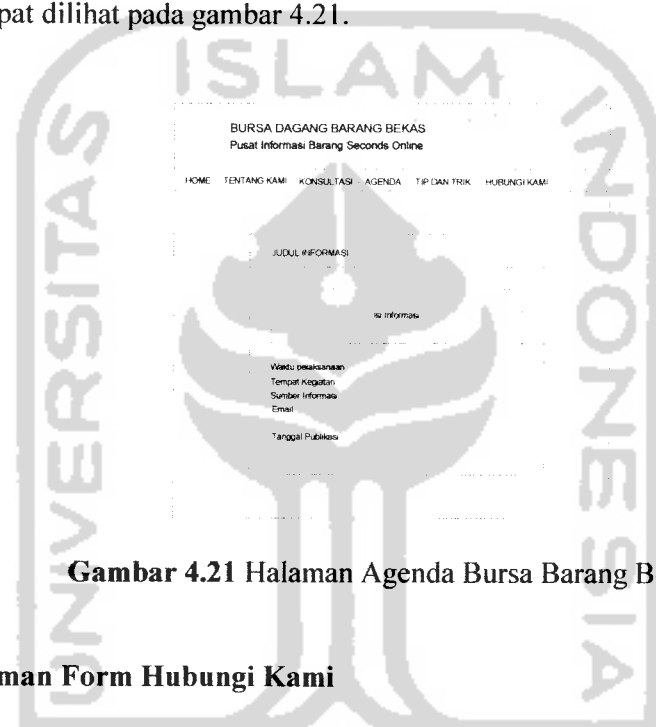 pat dilihat pada gambar 4.21.
ISLAM
UNIVERSITAS
INDONESIA
BURSA DAGANG BARANG BEKAS
Pusat Informasi Barang Seconds Online
HOME TENTANG KAMI KONSULTASI AGENDA TIP DAN TRIK HUBUNGI KAMI
JUDUL INFORMASI
Isi Informasi
Waktu pelaksanaan
Tempat Kegiatan
Sumber Informasi
Email
Tanggal Publikasi
Gambar 4.21 Halaman Agenda Bursa Barang B
man Form Hubungi Kami